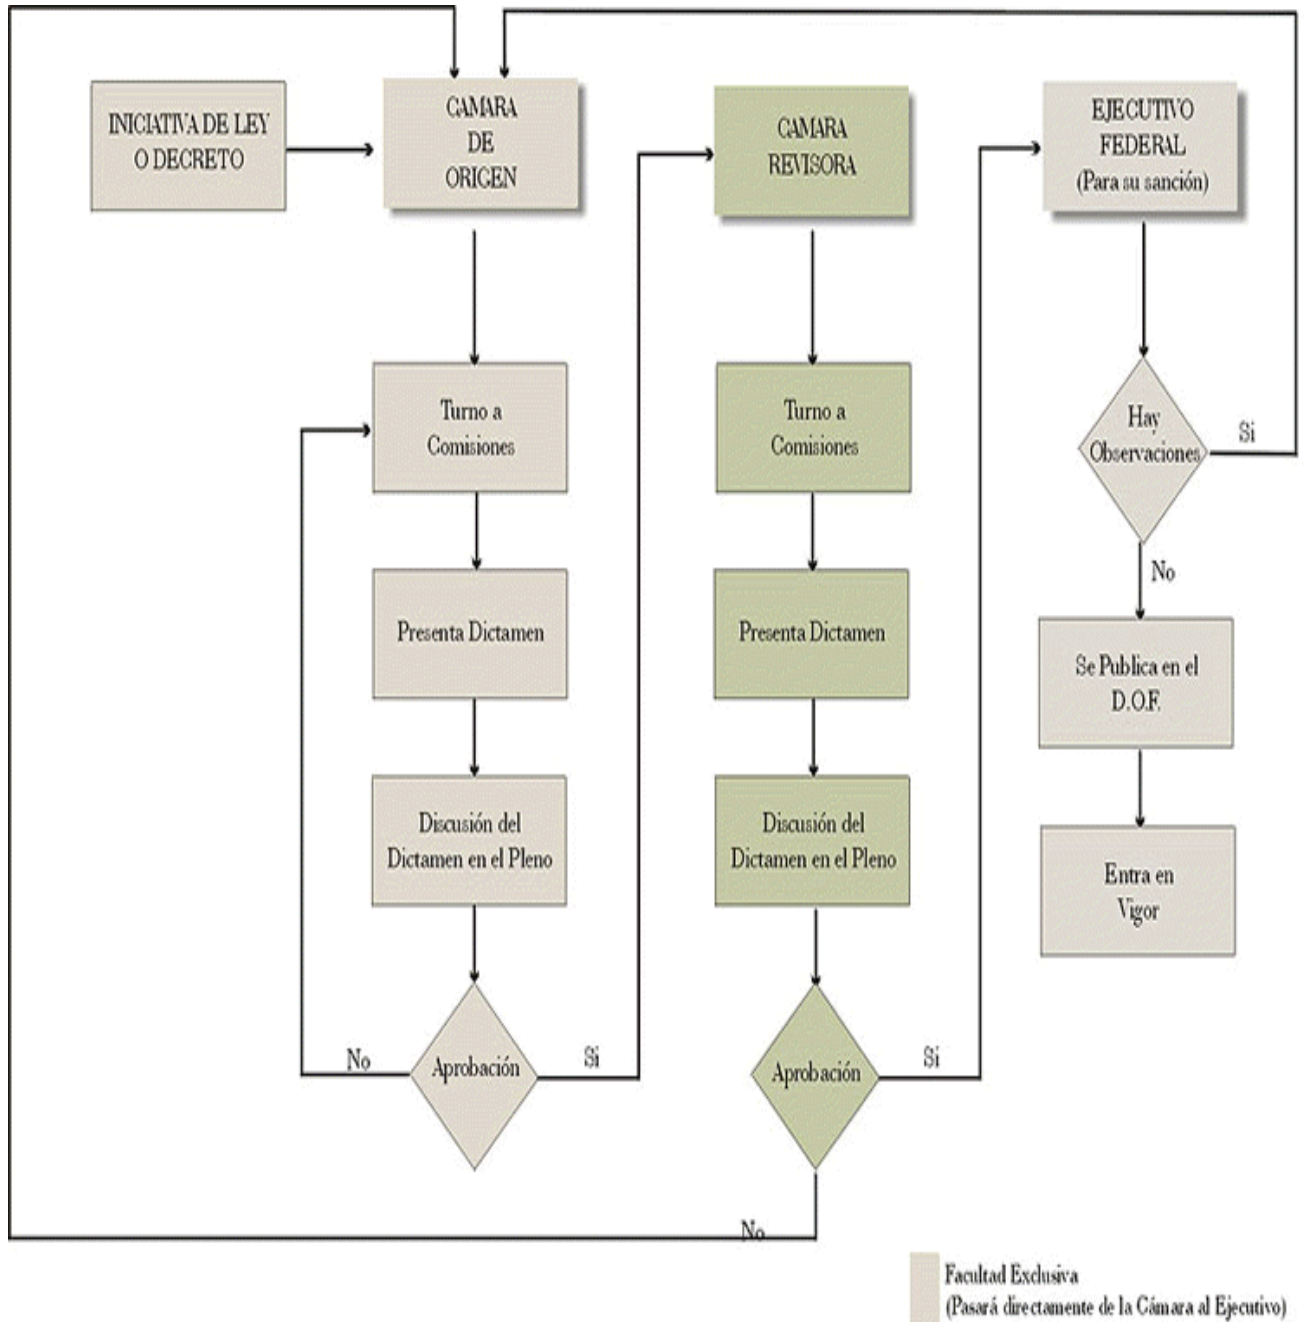 INICIATIVA DE LEY
O DECRETO
CAMARA
DE
ORIGEN
Turno a
Comisiones
Presenta Dictamen
Discusión del
Dictamen en el Pleno
Aprobación
No
Si
CAMARA
REVISORA
Turno a
Comisiones
Presenta Dictamen
Discusión del
Dictamen en el Pleno
Aprobación
Si
No
EJECUTIVO
FEDERAL
(Para su sanción)
Hay
Observaciones
Si
No
Se Publica en el
D.O.F.
Entra en
Vigor
Facultad Exclusiva
(Pasará directamente de la Cámara al Ejecutivo)